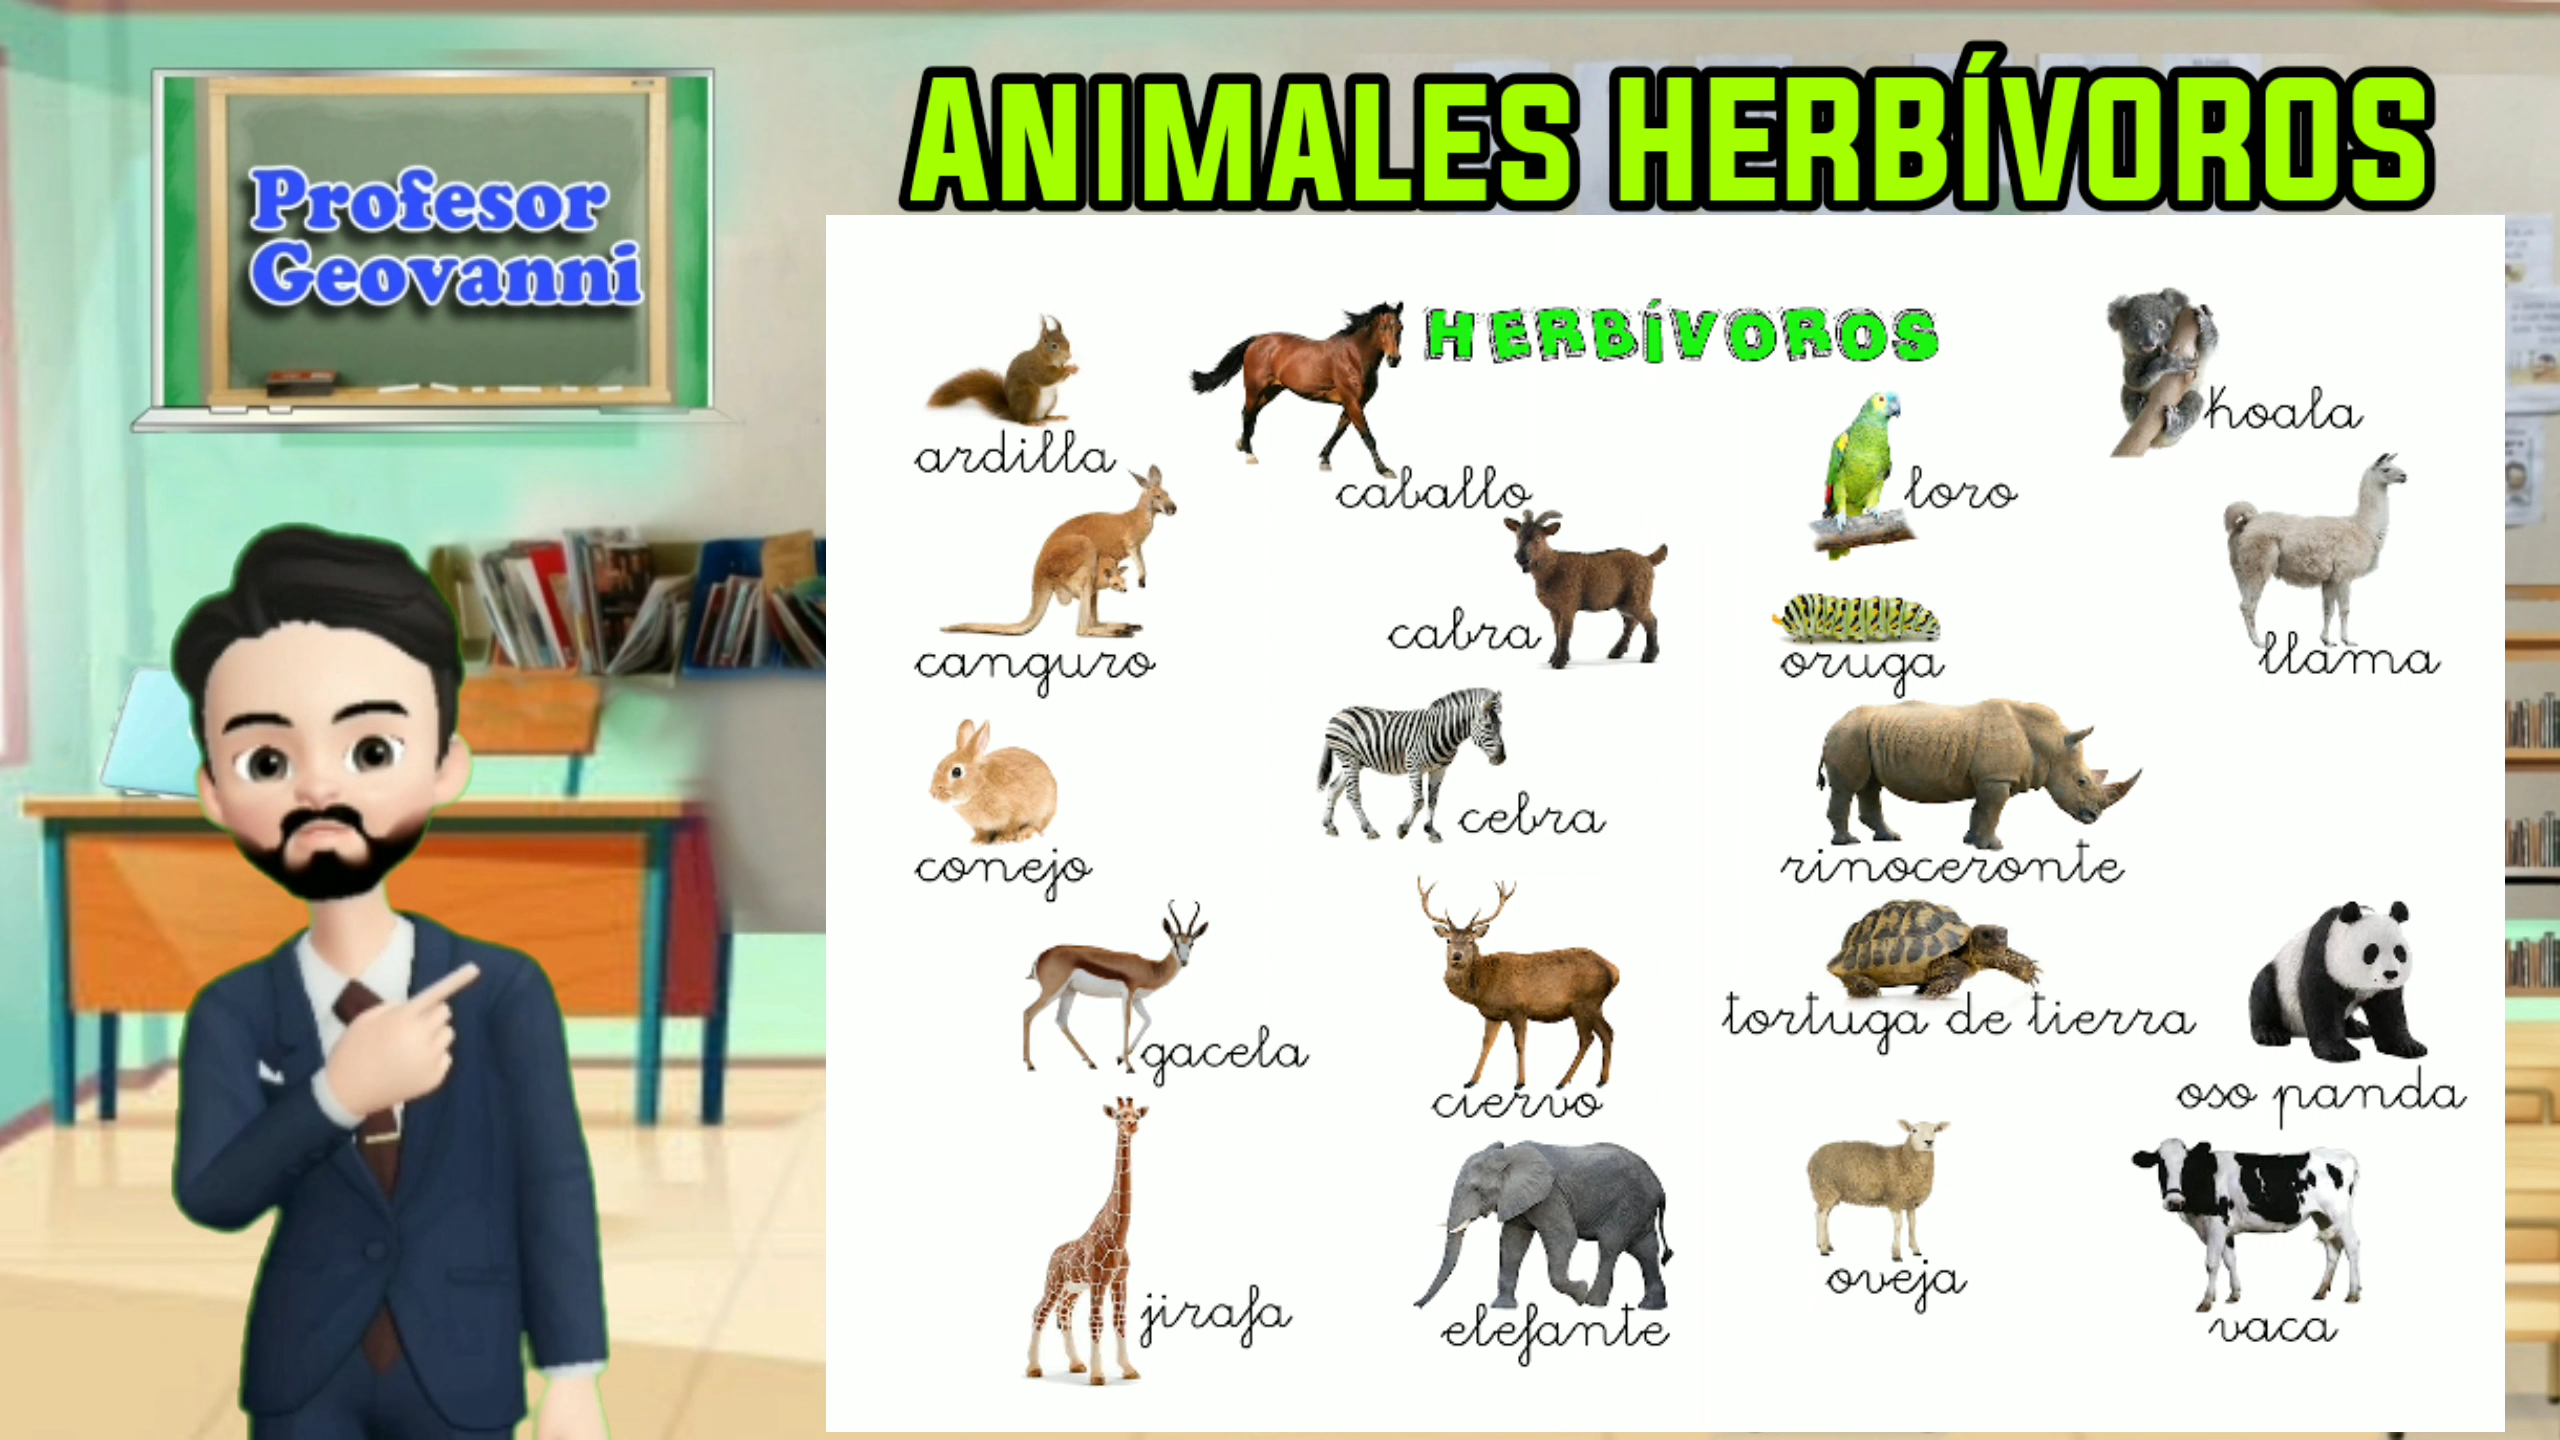 Profesor
Geovanni
ANIMALES HERBÍVOROS
HERBÍVOROS
ardilla
caballo
loro
koala
canguro
cabra
oruga
llama
conejo
cebra
rinoceronte
gacela
ciervo
tortuga de tierra
oso panda
jirafa
elefante
oveja
vaca